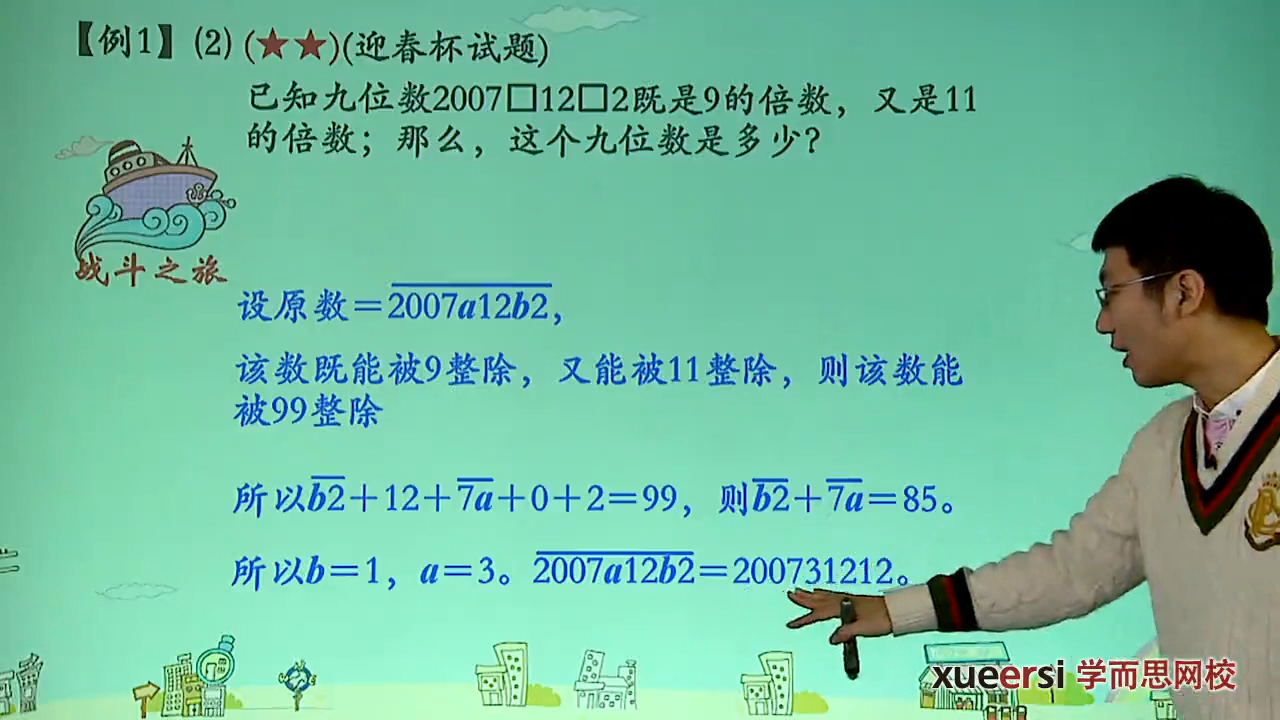 【例1】(2) (★★)(迎春杯试题)
已知九位数2007□12□2既是9的倍数，又是11
的倍数；那么，这个九位数是多少?
战斗之旅
设原数＝2007a12b2，
该数既能被9整除，又能被11整除，则该数能
被99整除
所以b2＋12＋7a＋0＋2＝99，则b2＋7a＝85。
所以b＝1，a＝3。2007a12b2＝200731212。
xueersi 学而思网校